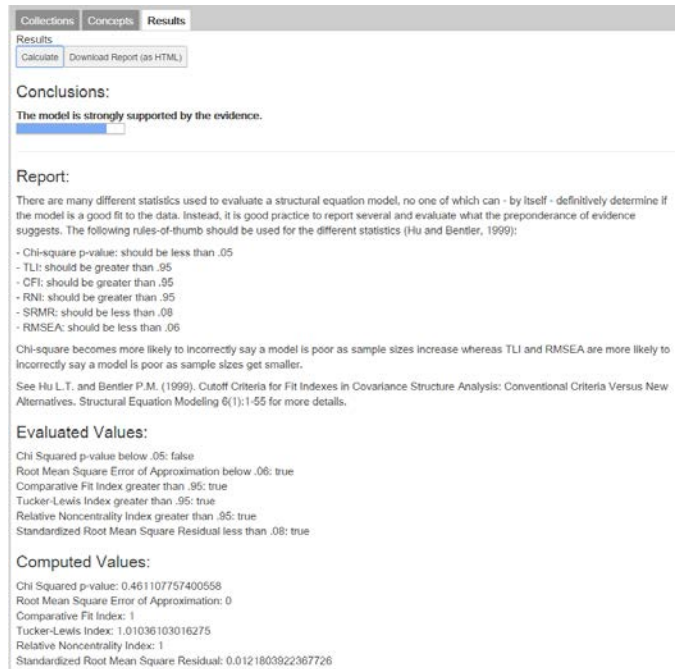 Collections Concepts Results
Results
Calculate Download Report (as HTML)
Conclusions:
The model is strongly supported by the evidence.
Report:
There are many different statistics used to evaluate a structural equation model, no one of which can - by itself - definitively determine if
the model is a good fit to the data. Instead, it is good practice to report several and evaluate what the preponderance of evidence
suggests. The following rules-of-thumb should be used for the different statistics (Hu and Bentler, 1999):
- Chi-square p-value: should be less than .05
- TLI: should be greater than .95
- CFI: should be greater than .95
- RNI: should be greater than .95
- SRMR: should be less than .08
- RMSEA: should be less than .06
Chi-square becomes more likely to incorrectly say a model is poor as sample sizes increase whereas TLI and RMSEA are more likely to
incorrectly say a model is poor as sample sizes get smaller.
See Hu L.T. and Bentler P.M. (1999). Cutoff Criteria for Fit Indexes in Covariance Structure Analysis: Conventional Criteria Versus New
Alternatives. Structural Equation Modeling 6(1):1-55 for more details.
Evaluated Values:
Chi Squared p-value below .05: false
Root Mean Square Error of Approximation below .06: true
Comparative Fit Index greater than .95: true
Tucker-Lewis Index greater than .95: true
Relative Noncentrality Index greater than .95: true
Standardized Root Mean Square Residual less than .08: true
Computed Values:
Chi Squared p-value: 0.461107757400558
Root Mean Square Error of Approximation: 0
Comparative Fit Index: 1
Tucker-Lewis Index: 1.01036103016275
Relative Noncentrality Index: 1
Standardized Root Mean Square Residual: 0.0121803922367726